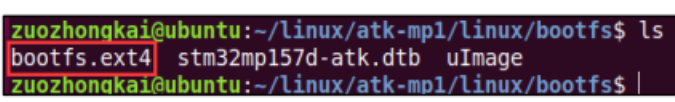 zuozhongkai@ubuntu:~/linux/atk-mp1/linux/bootfs$ ls
bootfs.ext4 stm32mp157d-atk.dtb uImage
zuozhongkai@ubuntu:~/linux/atk-mp1/linux/bootfs$